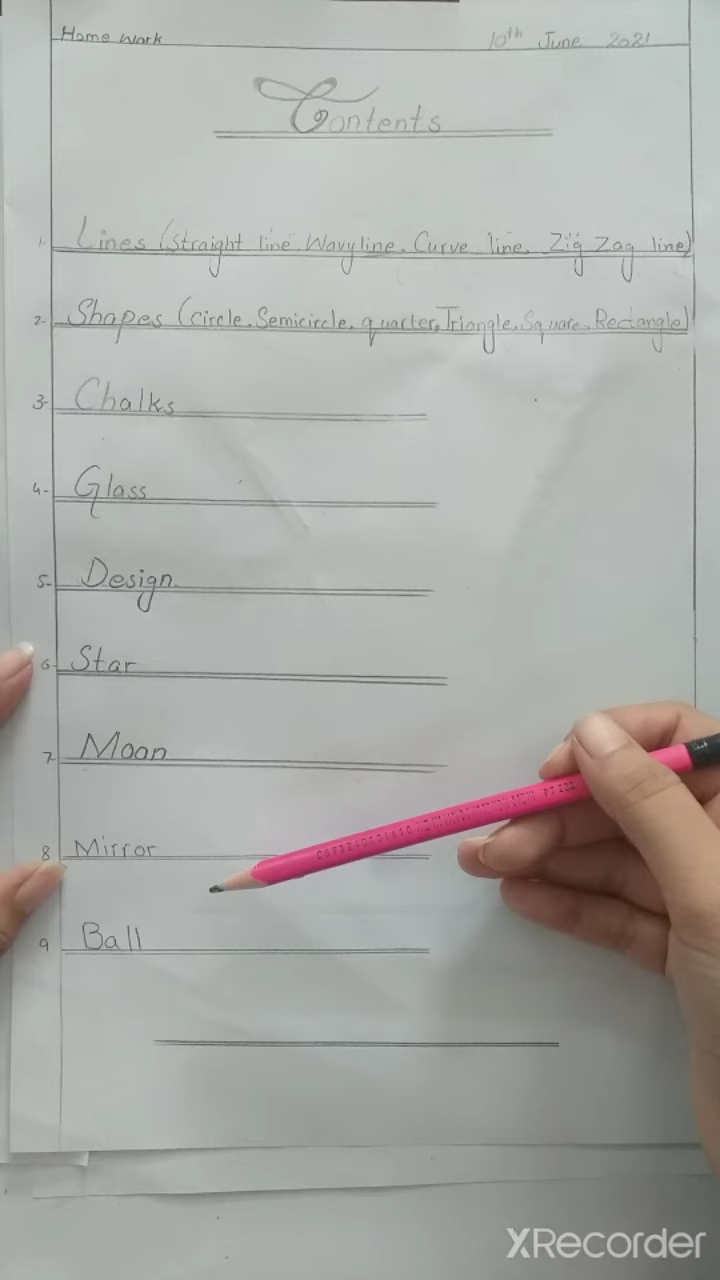 Home Work 10th June 2021
Contents
1- Lines (Straight line, Wavy line, Curve line, Zig Zag line)
2- Shapes (circle, Semicircle, quarter, Triangle, Square, Rectangle)
3- Chalks
4- Glass
5- Design
6- Star
7- Moon
8 Mirror
9 Ball
XRecorder